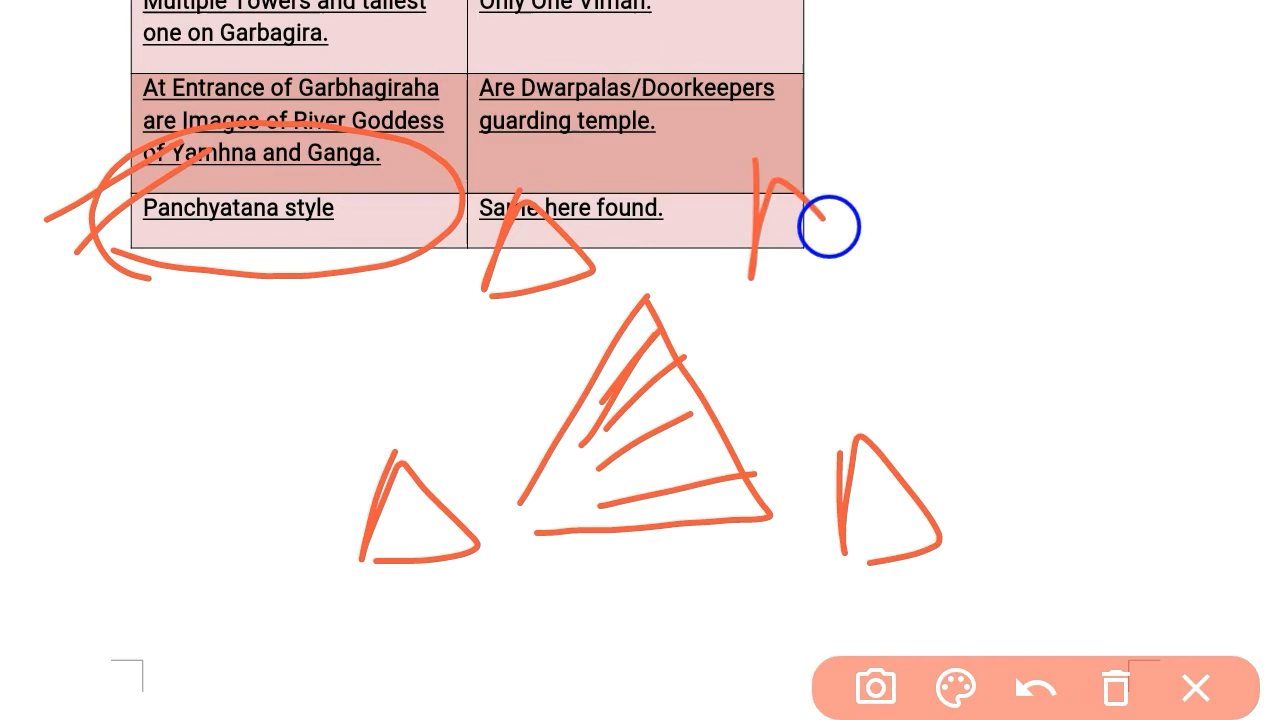 Multiple Towers and tallest
one on Garbagira.
Only One Viman.
At Entrance of Garbhagiraha
are Images of River Goddess
of Yamhna and Ganga.
Are Dwarpalas/Doorkeepers
guarding temple.
Panchyatana style
Same here found.